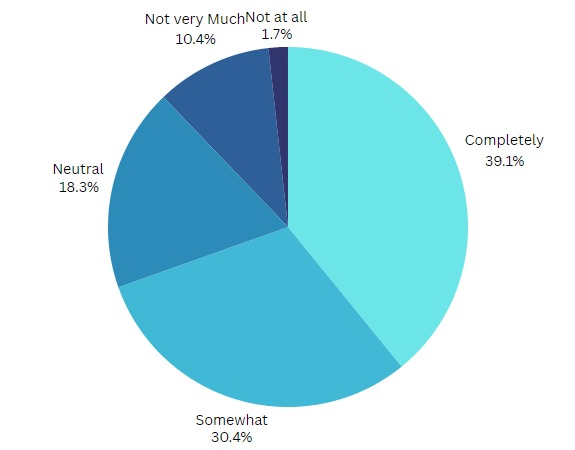 Not very Much
10.4%
Not at all
1.7%
Completely
39.1%
Neutral
18.3%
Somewhat
30.4%